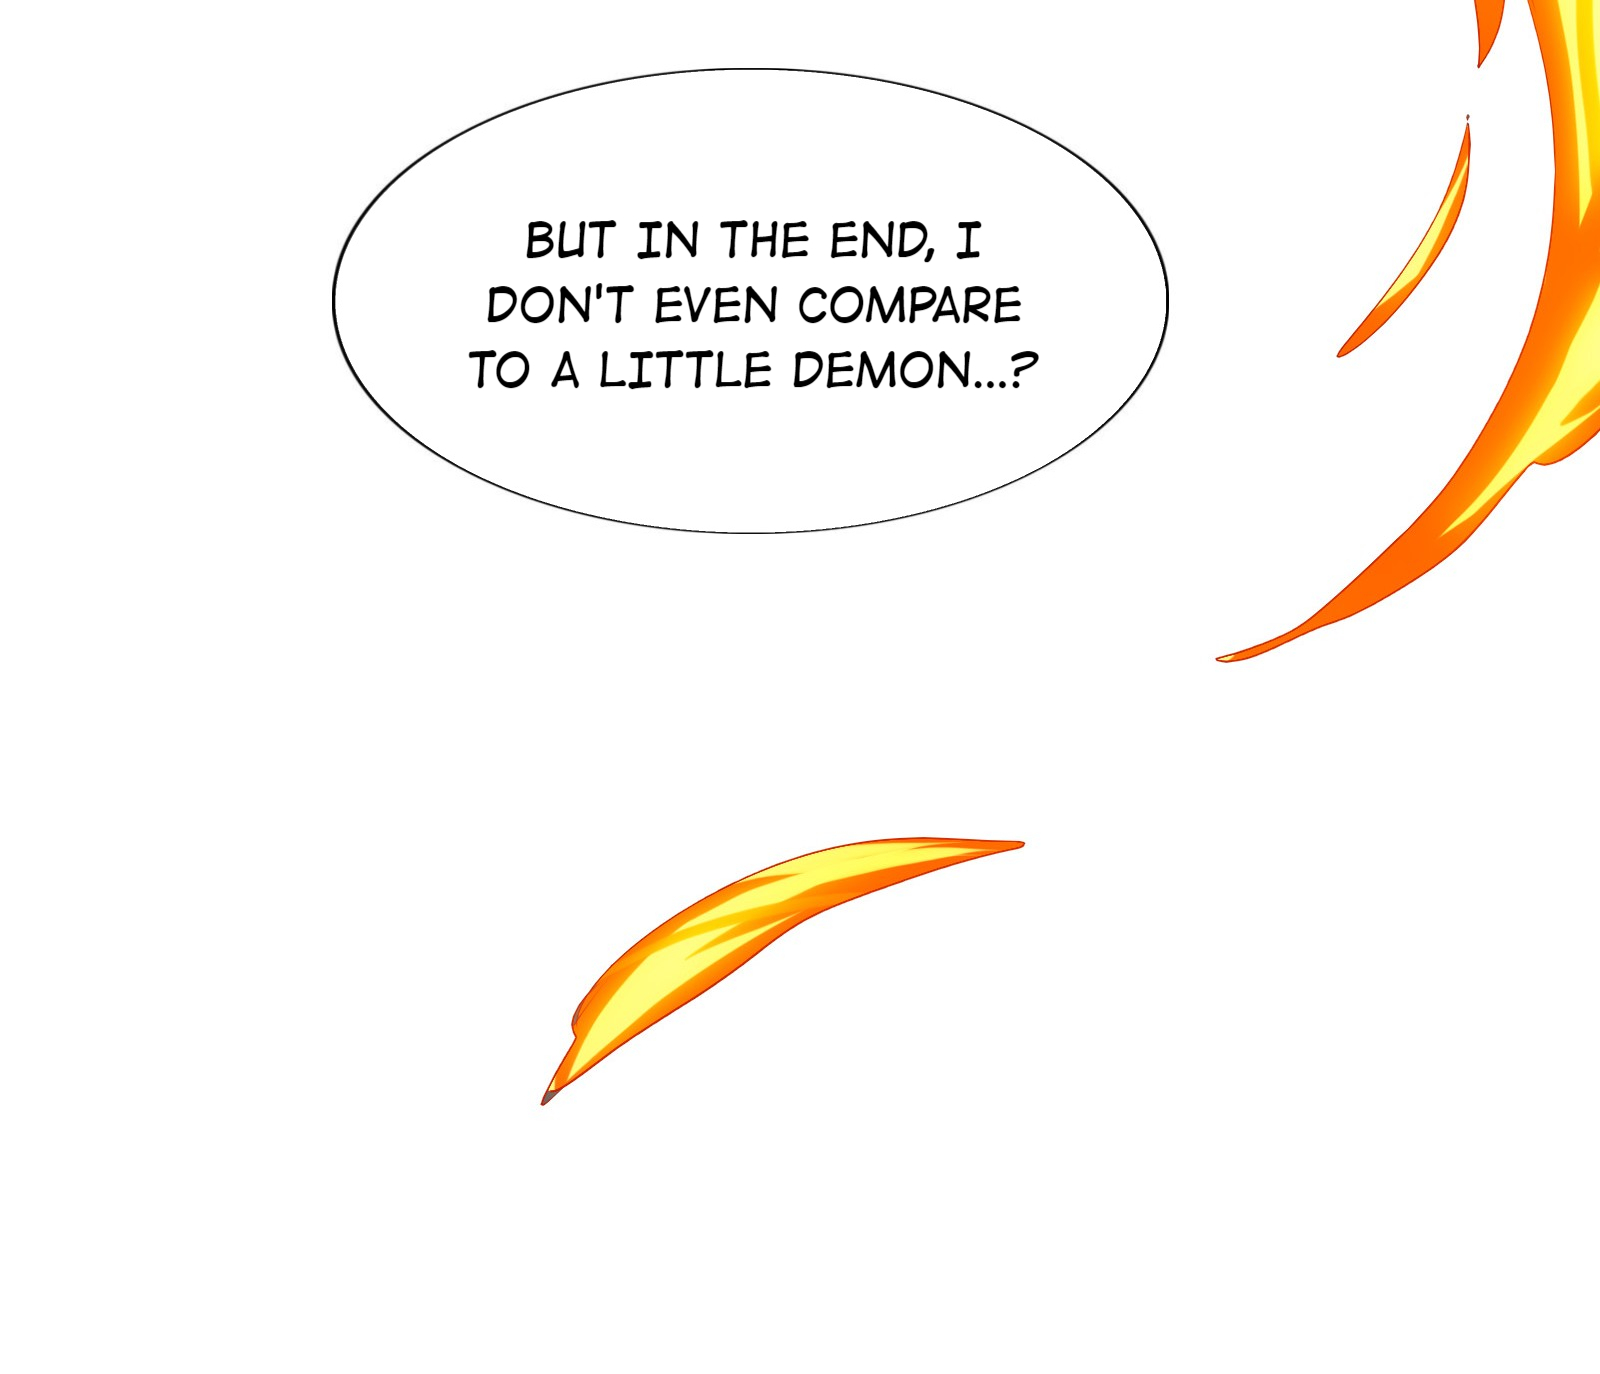 BUT IN THE END, I
DON'T EVEN COMPARE
TO A LITTLE DEMON...?